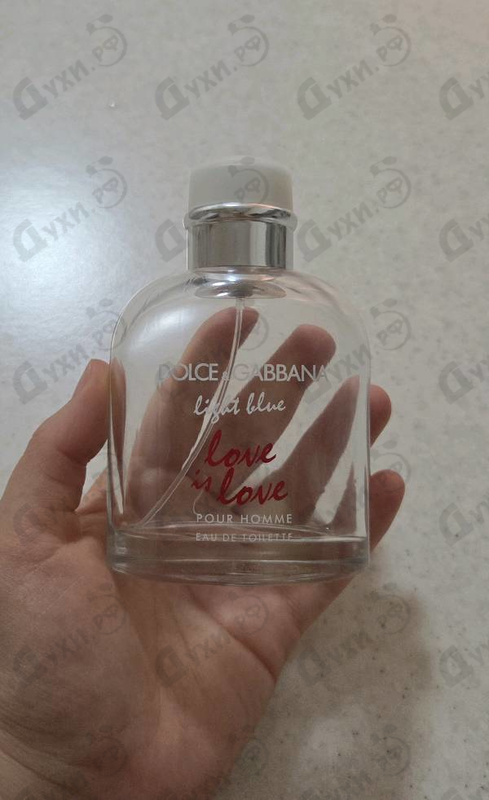 DOLCE & GABBANA
light blue
love
is love
POUR HOMME
EAU DE TOILETTE
Духи.рф